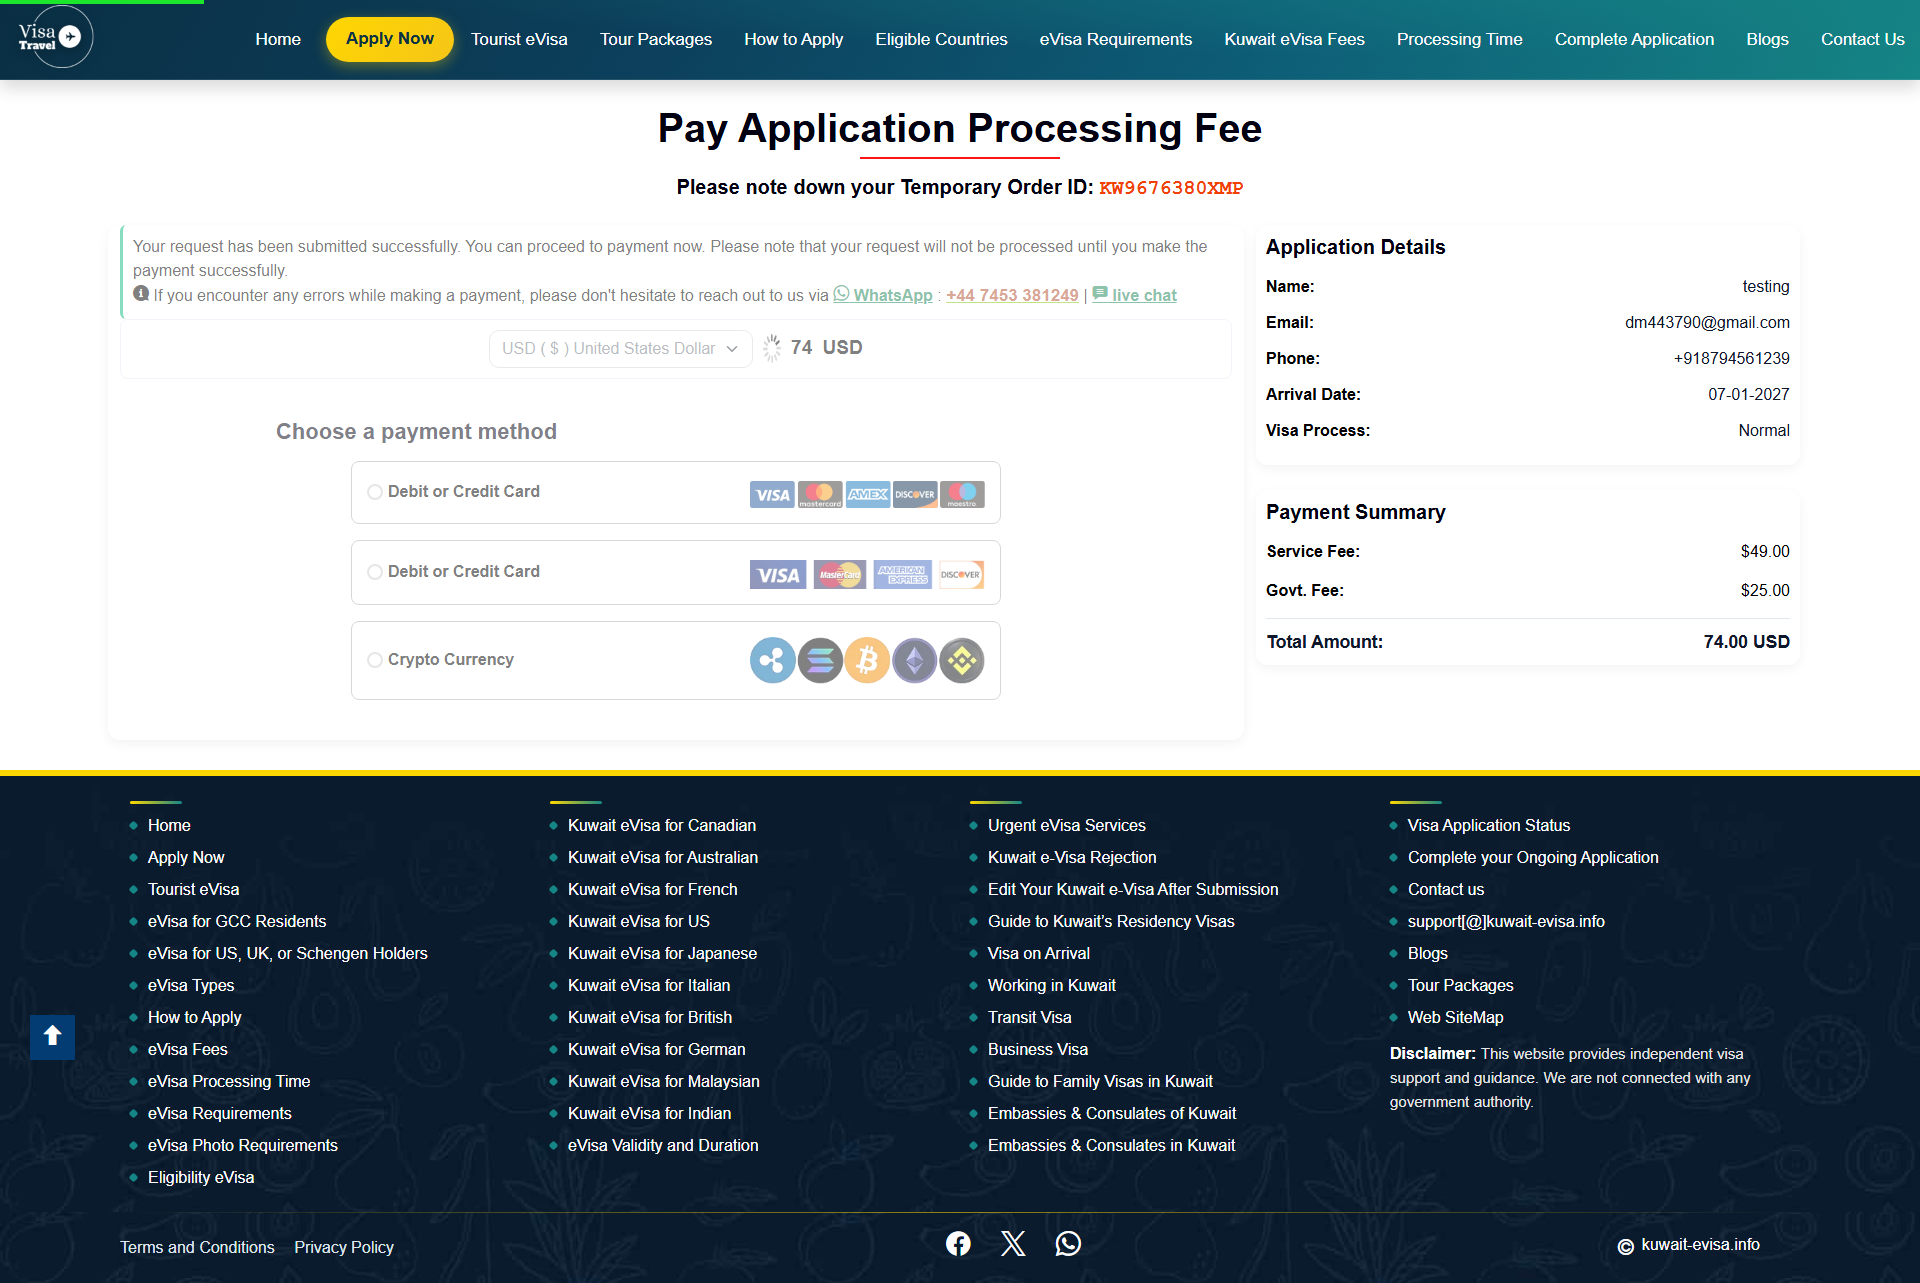 Visa
Travel
Home
Apply Now
Tourist eVisa
Tour Packages
How to Apply
Eligible Countries
eVisa Requirements
Kuwait eVisa Fees
Processing Time
Complete Application
Blogs
Contact Us
Pay Application Processing Fee
Please note down your Temporary Order ID: KW9676380XMP
Your request has been submitted successfully. You can proceed to payment now. Please note that your request will not be processed until you make the
payment successfully.
If you encounter any errors while making a payment, please don't hesitate to reach out to us via WhatsApp : +44 7453 381249 | live chat
USD ( $ ) United States Dollar
74 USD
Choose a payment method
Debit or Credit Card
VISA
mastercard
AMEX
DISCOVER
maestro
Debit or Credit Card
VISA
MasterCard
AMERICAN EXPRESS
DISCOVER
Crypto Currency
Application Details
Name: testing
Email: dm443790@gmail.com
Phone: +918794561239
Arrival Date: 07-01-2027
Visa Process: Normal
Payment Summary
Service Fee: $49.00
Govt. Fee: $25.00
Total Amount: 74.00 USD
Home
Apply Now
Tourist eVisa
eVisa for GCC Residents
eVisa for US, UK, or Schengen Holders
eVisa Types
How to Apply
eVisa Fees
eVisa Processing Time
eVisa Requirements
eVisa Photo Requirements
Eligibility eVisa
Kuwait eVisa for Canadian
Kuwait eVisa for Australian
Kuwait eVisa for French
Kuwait eVisa for US
Kuwait eVisa for Japanese
Kuwait eVisa for Italian
Kuwait eVisa for British
Kuwait eVisa for German
Kuwait eVisa for Malaysian
Kuwait eVisa for Indian
eVisa Validity and Duration
Urgent eVisa Services
Kuwait e-Visa Rejection
Edit Your Kuwait e-Visa After Submission
Guide to Kuwait’s Residency Visas
Visa on Arrival
Working in Kuwait
Transit Visa
Business Visa
Guide to Family Visas in Kuwait
Embassies & Consulates of Kuwait
Embassies & Consulates in Kuwait
Visa Application Status
Complete your Ongoing Application
Contact us
support[@]kuwait-evisa.info
Blogs
Tour Packages
Web SiteMap
Disclaimer: This website provides independent visa
support and guidance. We are not connected with any
government authority.
Terms and Conditions
Privacy Policy
© kuwait-evisa.info